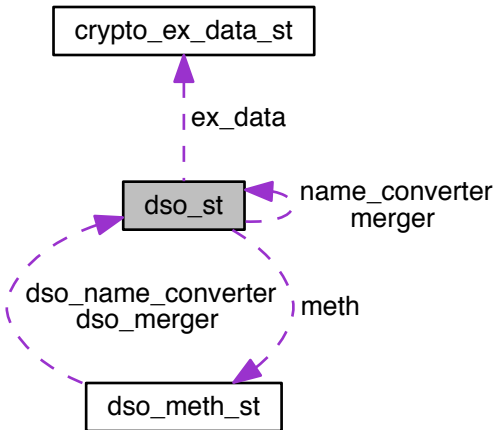 crypto_ex_data_st
ex_data
dso_st
name_converter
merger
dso_name_converter
dso_merger
meth
dso_meth_st